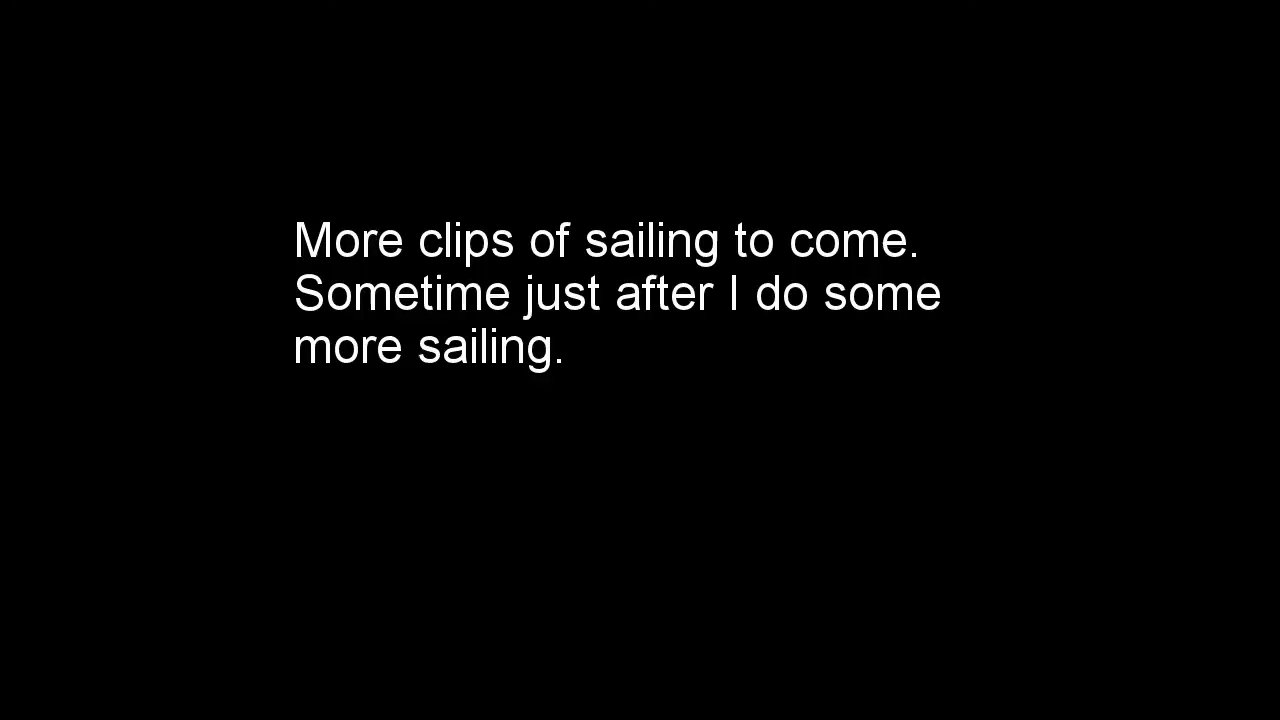 More clips of sailing to come.
Sometime just after I do some
more sailing.